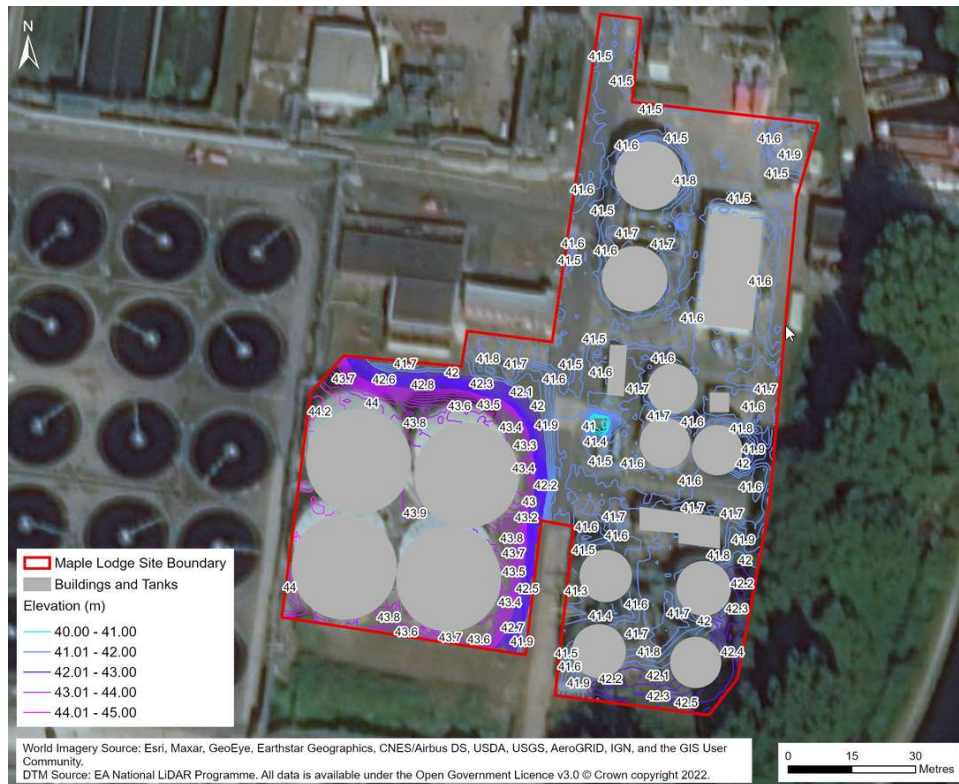 N
41.5
41.5
41.5
41.6 41.5
41.6
41.9
41.5
41.8
41.6
41.5
41.5
41.7
41.6 41.6 41.7
41.5
41.6
41.6
41.5
41.7 41.8 41.7 41.5 41.6
43.7 42.6 42.8 42 42.3 42.1 41.6 41.6 41.7 41.7
44.2 44 43.8 43.6 43.5 42 41.6
43.4 41.9 41.7 41.6 41.8
43.3 41.4 41.9
43.4 41.5 41.6 42
42.2 41.6 41.6
43 41.7 41.7
43.9 43.2 41.6 41.7
43.8 41.6 41.9
43.7 41.5 41.8 42
43.5 42.2
44 42.5 41.3
43.4 41.6 42.3
43.8 41.4 41.7 42
43.6 43.7 43.6 42.7 41.7
41.9 41.5 41.8 42.4
41.6 42.2 42.1
41.9 42.3 42.5
Maple Lodge Site Boundary
Buildings and Tanks
Elevation (m)
40.00 - 41.00
41.01 - 42.00
42.01 - 43.00
43.01 - 44.00
44.01 - 45.00
World Imagery Source: Esri, Maxar, GeoEye, Earthstar Geographics, CNES/Airbus DS, USDA, USGS, AeroGRID, IGN, and the GIS User
Community.
DTM Source: EA National LiDAR Programme. All data is available under the Open Government Licence v3.0 © Crown copyright 2022.
0 15 30
Metres